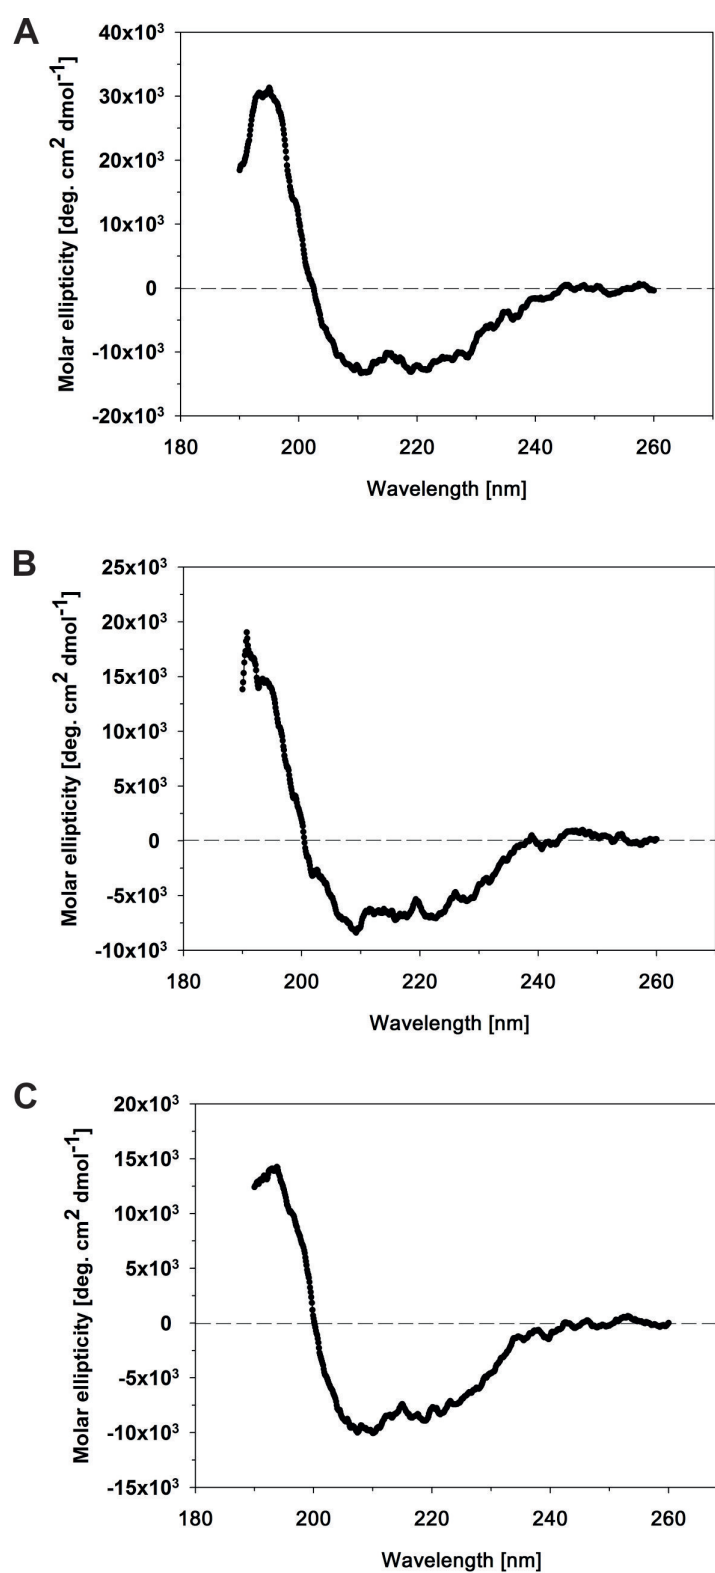 A
Molar ellipticity [deg. cm² dmol⁻¹]
40x10³
30x10³
20x10³
10x10³
0
-10x10³
-20x10³
180 200 220 240 260
Wavelength [nm]
B
Molar ellipticity [deg. cm² dmol⁻¹]
25x10³
20x10³
15x10³
10x10³
5x10³
0
-5x10³
-10x10³
180 200 220 240 260
Wavelength [nm]
C
Molar ellipticity [deg. cm² dmol⁻¹]
20x10³
15x10³
10x10³
5x10³
0
-5x10³
-10x10³
-15x10³
180 200 220 240 260
Wavelength [nm]